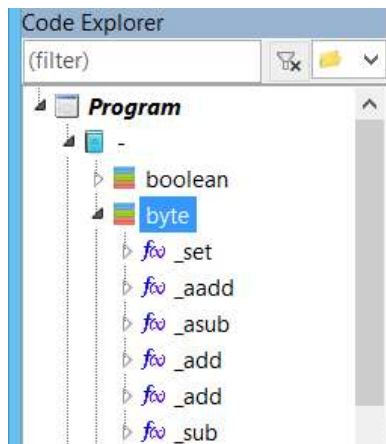 Code Explorer
(filter)
Program
-
boolean
byte
f(x) _set
f(x) _aadd
f(x) _asub
f(x) _add
f(x) _add
f(x) _sub